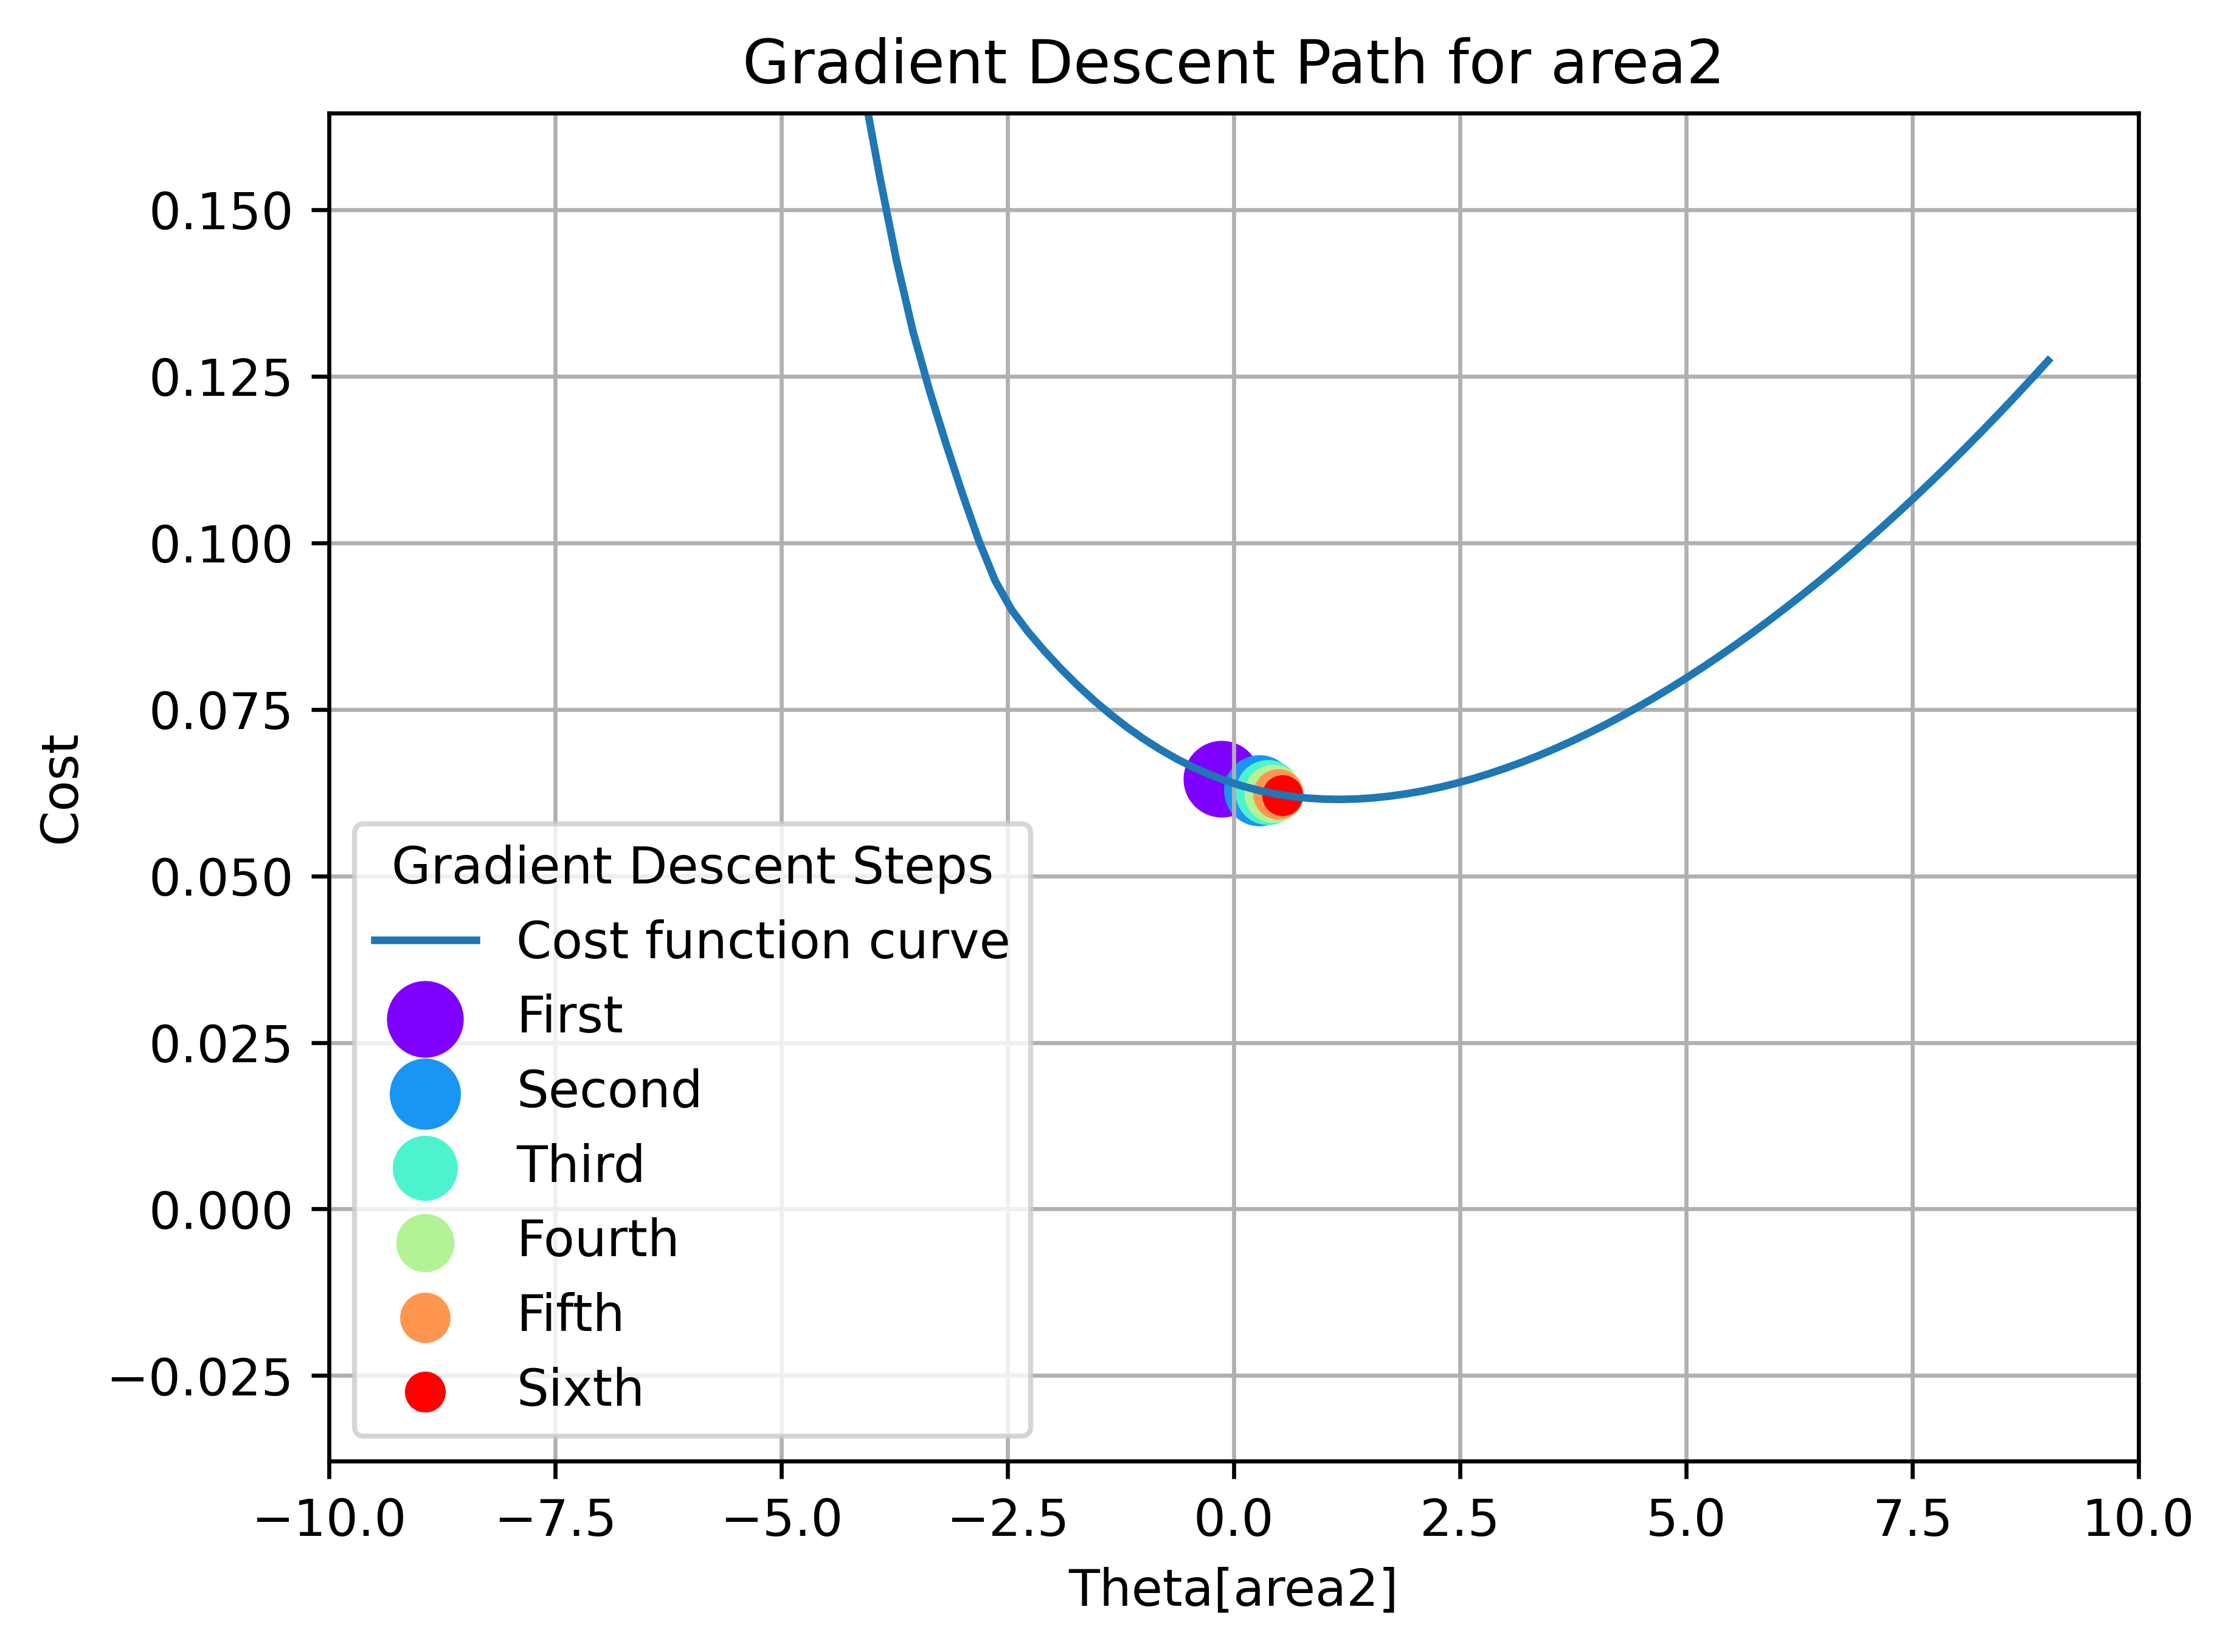 Gradient Descent Path for area2
0.150
0.125
0.100
0.075
0.050
0.025
0.000
−0.025
Cost
Gradient Descent Steps
Cost function curve
First
Second
Third
Fourth
Fifth
Sixth
−10.0 −7.5 −5.0 −2.5 0.0 2.5 5.0 7.5 10.0
Theta[area2]